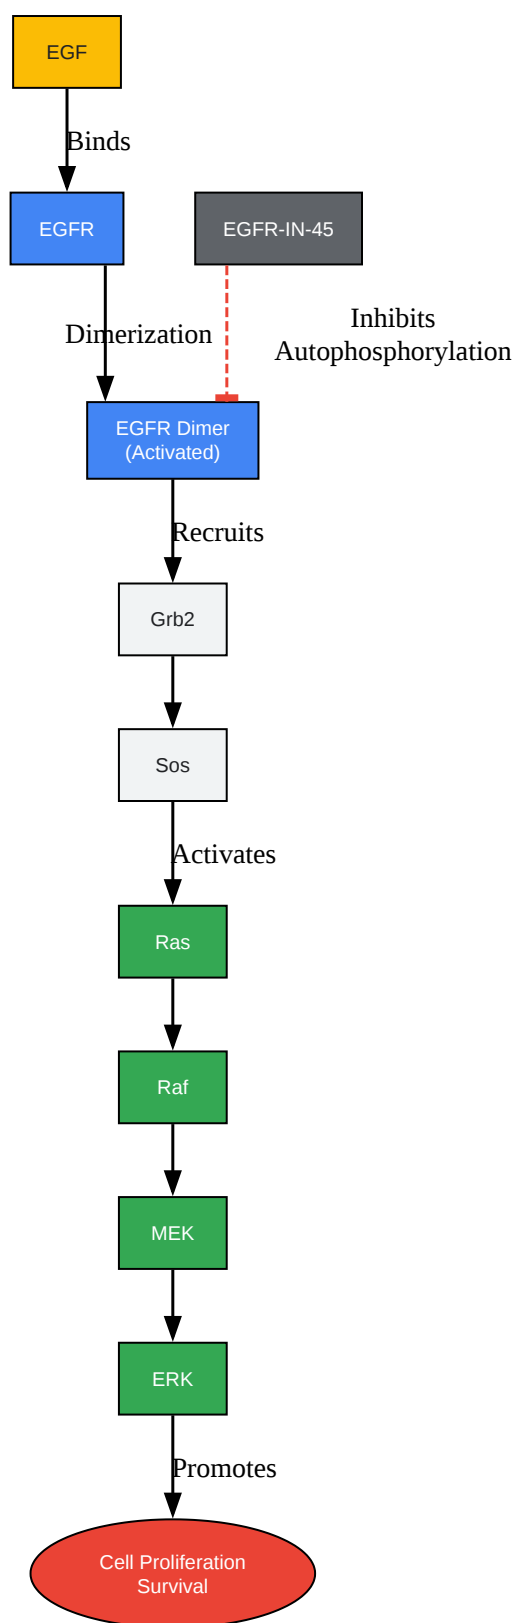 EGF
Binds
EGFR
EGFR-IN-45
Dimerization
Inhibits
Autophosphorylation
EGFR Dimer
(Activated)
Recruits
Grb2
Sos
Activates
Ras
Raf
MEK
ERK
Promotes
Cell Proliferation
Survival